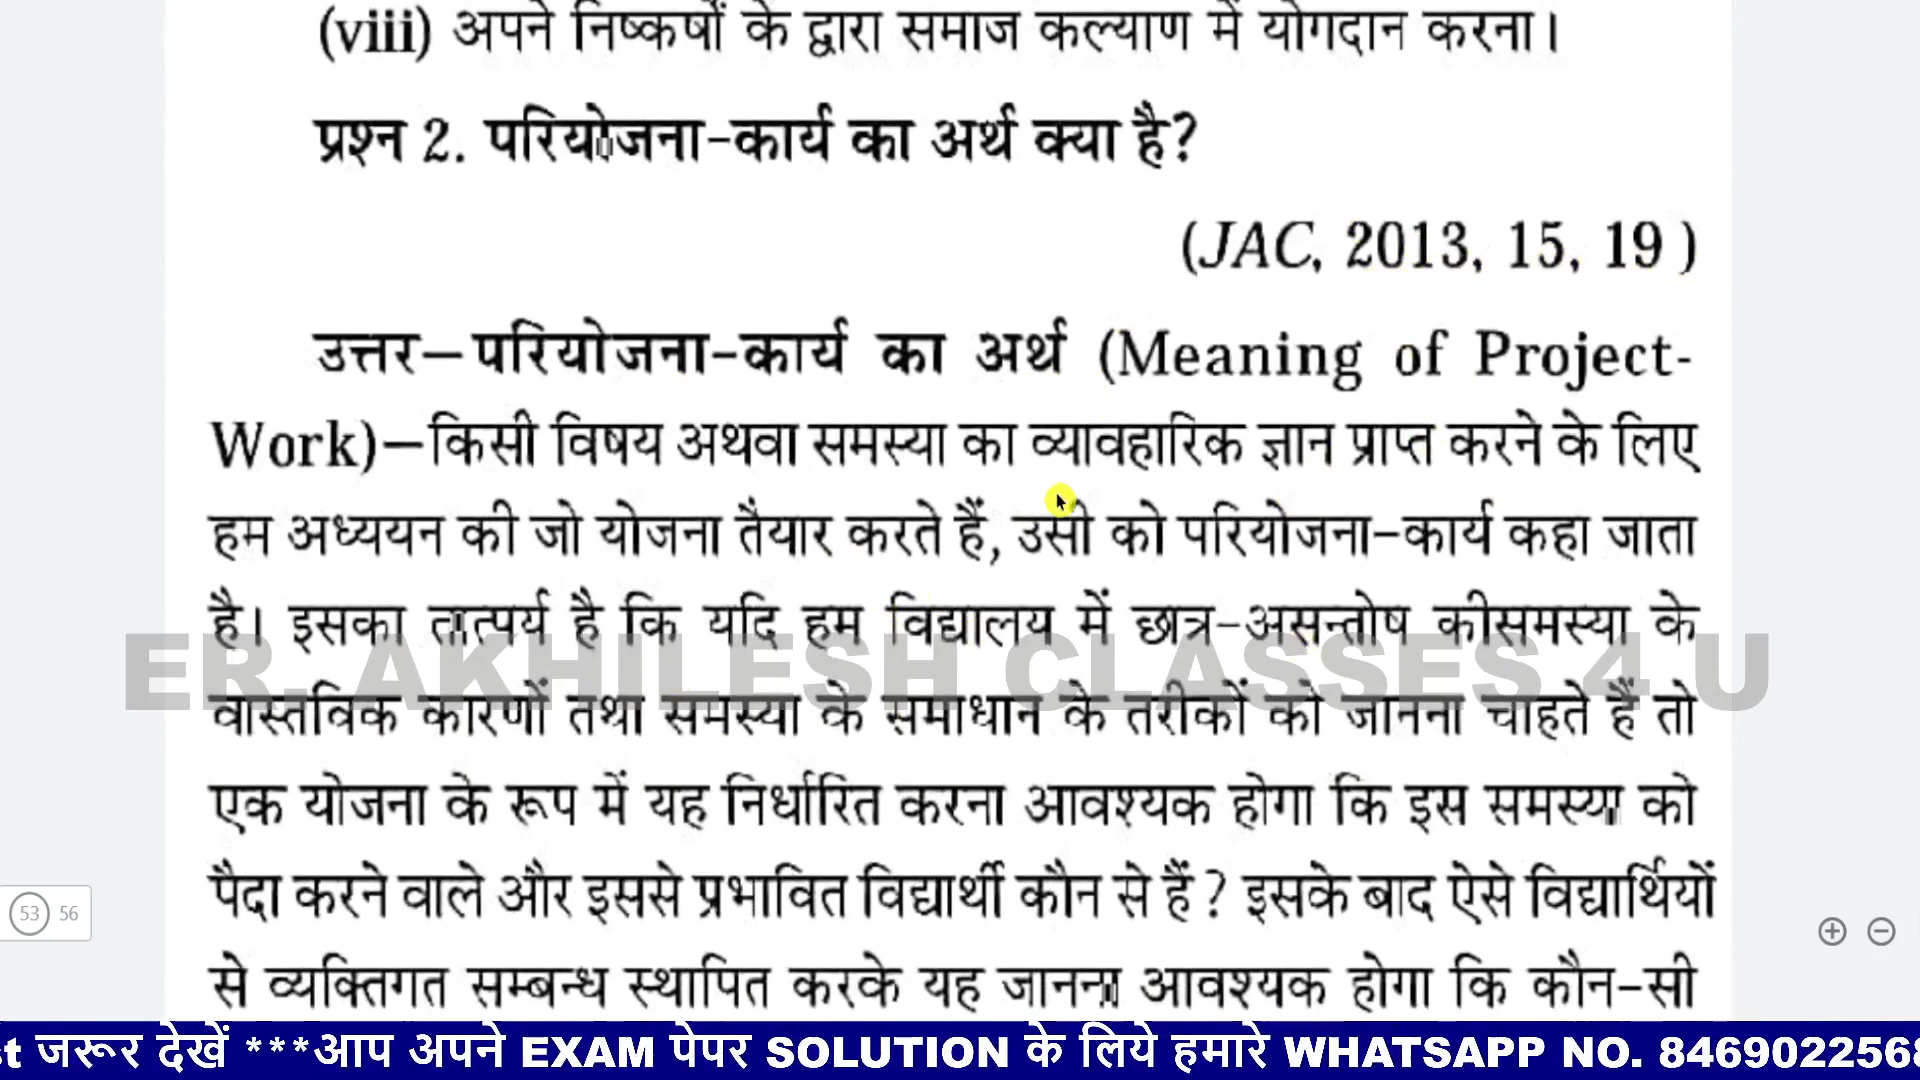 (viii) अपने निष्कर्षों के द्वारा समाज कल्याण में योगदान करना।
प्रश्न 2. परियोजना-कार्य का अर्थ क्या है?
(JAC, 2013, 15, 19 )
उत्तर—परियोजना-कार्य का अर्थ (Meaning of Project-
Work)—किसी विषय अथवा समस्या का व्यावहारिक ज्ञान प्राप्त करने के लिए
हम अध्ययन की जो योजना तैयार करते हैं, उसी को परियोजना-कार्य कहा जाता
है। इसका तात्पर्य है कि यदि हम विद्यालय में छात्र-असन्तोष कीसमस्या के
ER. AKHILESH CLASSES 4 U
वास्तविक कारणों तथा समस्या के समाधान के तरीकों को जानना चाहते हैं तो
एक योजना के रूप में यह निर्धारित करना आवश्यक होगा कि इस समस्या को
पैदा करने वाले और इससे प्रभावित विद्यार्थी कौन से हैं? इसके बाद ऐसे विद्यार्थियों
53 56
से व्यक्तिगत सम्बन्ध स्थापित करके यह जानना आवश्यक होगा कि कौन-सी
जरूर देखें ***आप अपने EXAM पेपर SOLUTION के लिये हमारे WHATSAPP NO. 8469022568